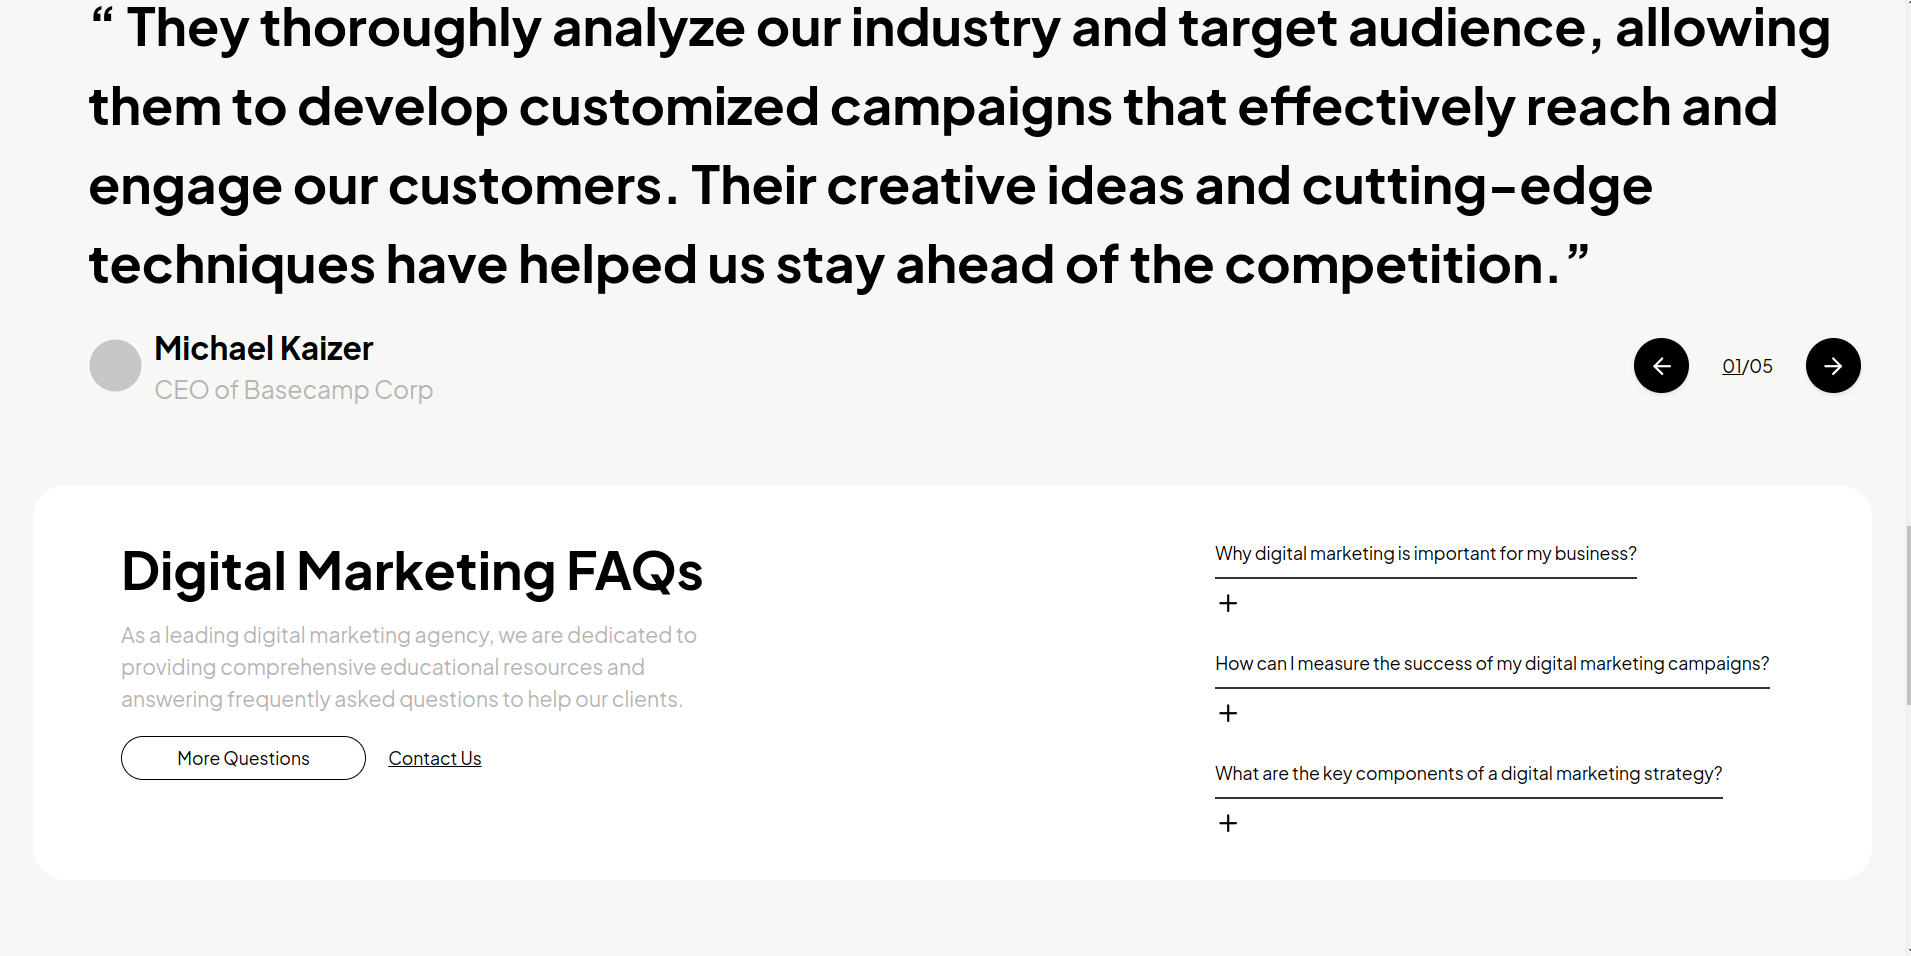 “ They thoroughly analyze our industry and target audience, allowing
them to develop customized campaigns that effectively reach and
engage our customers. Their creative ideas and cutting-edge
techniques have helped us stay ahead of the competition.”
Michael Kaizer
CEO of Basecamp Corp
01/05
Digital Marketing FAQs
As a leading digital marketing agency, we are dedicated to
providing comprehensive educational resources and
answering frequently asked questions to help our clients.
More Questions
Contact Us
Why digital marketing is important for my business?
How can I measure the success of my digital marketing campaigns?
What are the key components of a digital marketing strategy?